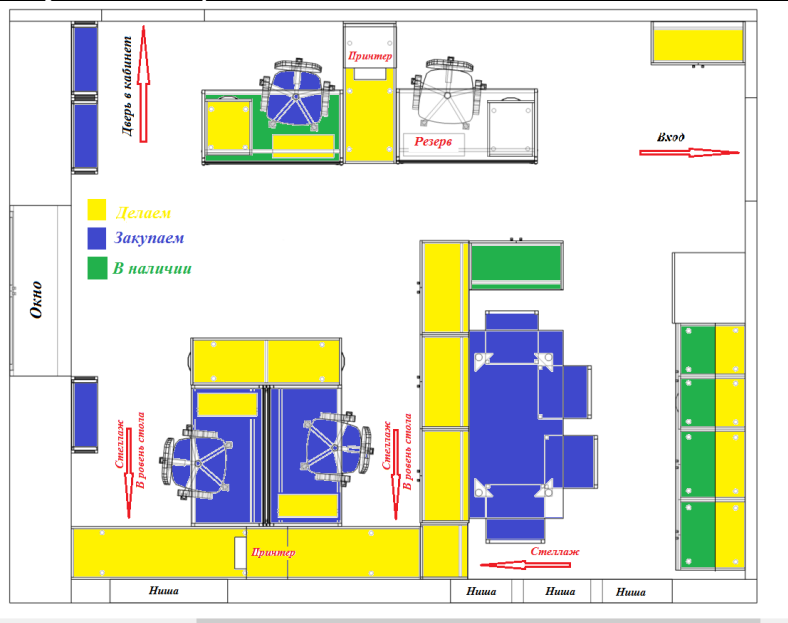 Дверь в кабинет
Принтер
Резерв
Вход
Делаем
Закупаем
В наличии
Окно
Стеллаж
В ровень стола
Стеллаж
В ровень стола
Принтер
Стеллаж
Ниша
Ниша
Ниша
Ниша